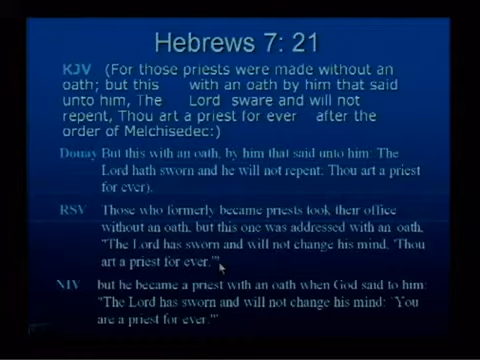 Hebrews 7: 21
KJV (For those priests were made without an
oath; but this with an oath by him that said
unto him, The Lord sware and will not
repent, Thou art a priest for ever after the
order of Melchisedec:)
Douay But this with an oath, by him that said unto him: The
Lord hath sworn and he will not repent: Thou art a priest
for ever).
RSV Those who formerly became priests took their office
without an oath, but this one was addressed with an oath,
"The Lord has sworn and will not change his mind, 'Thou
art a priest for ever.'"
NIV but he became a priest with an oath when God said to him:
"The Lord has sworn and will not change his mind: `You
are a priest for ever.'"